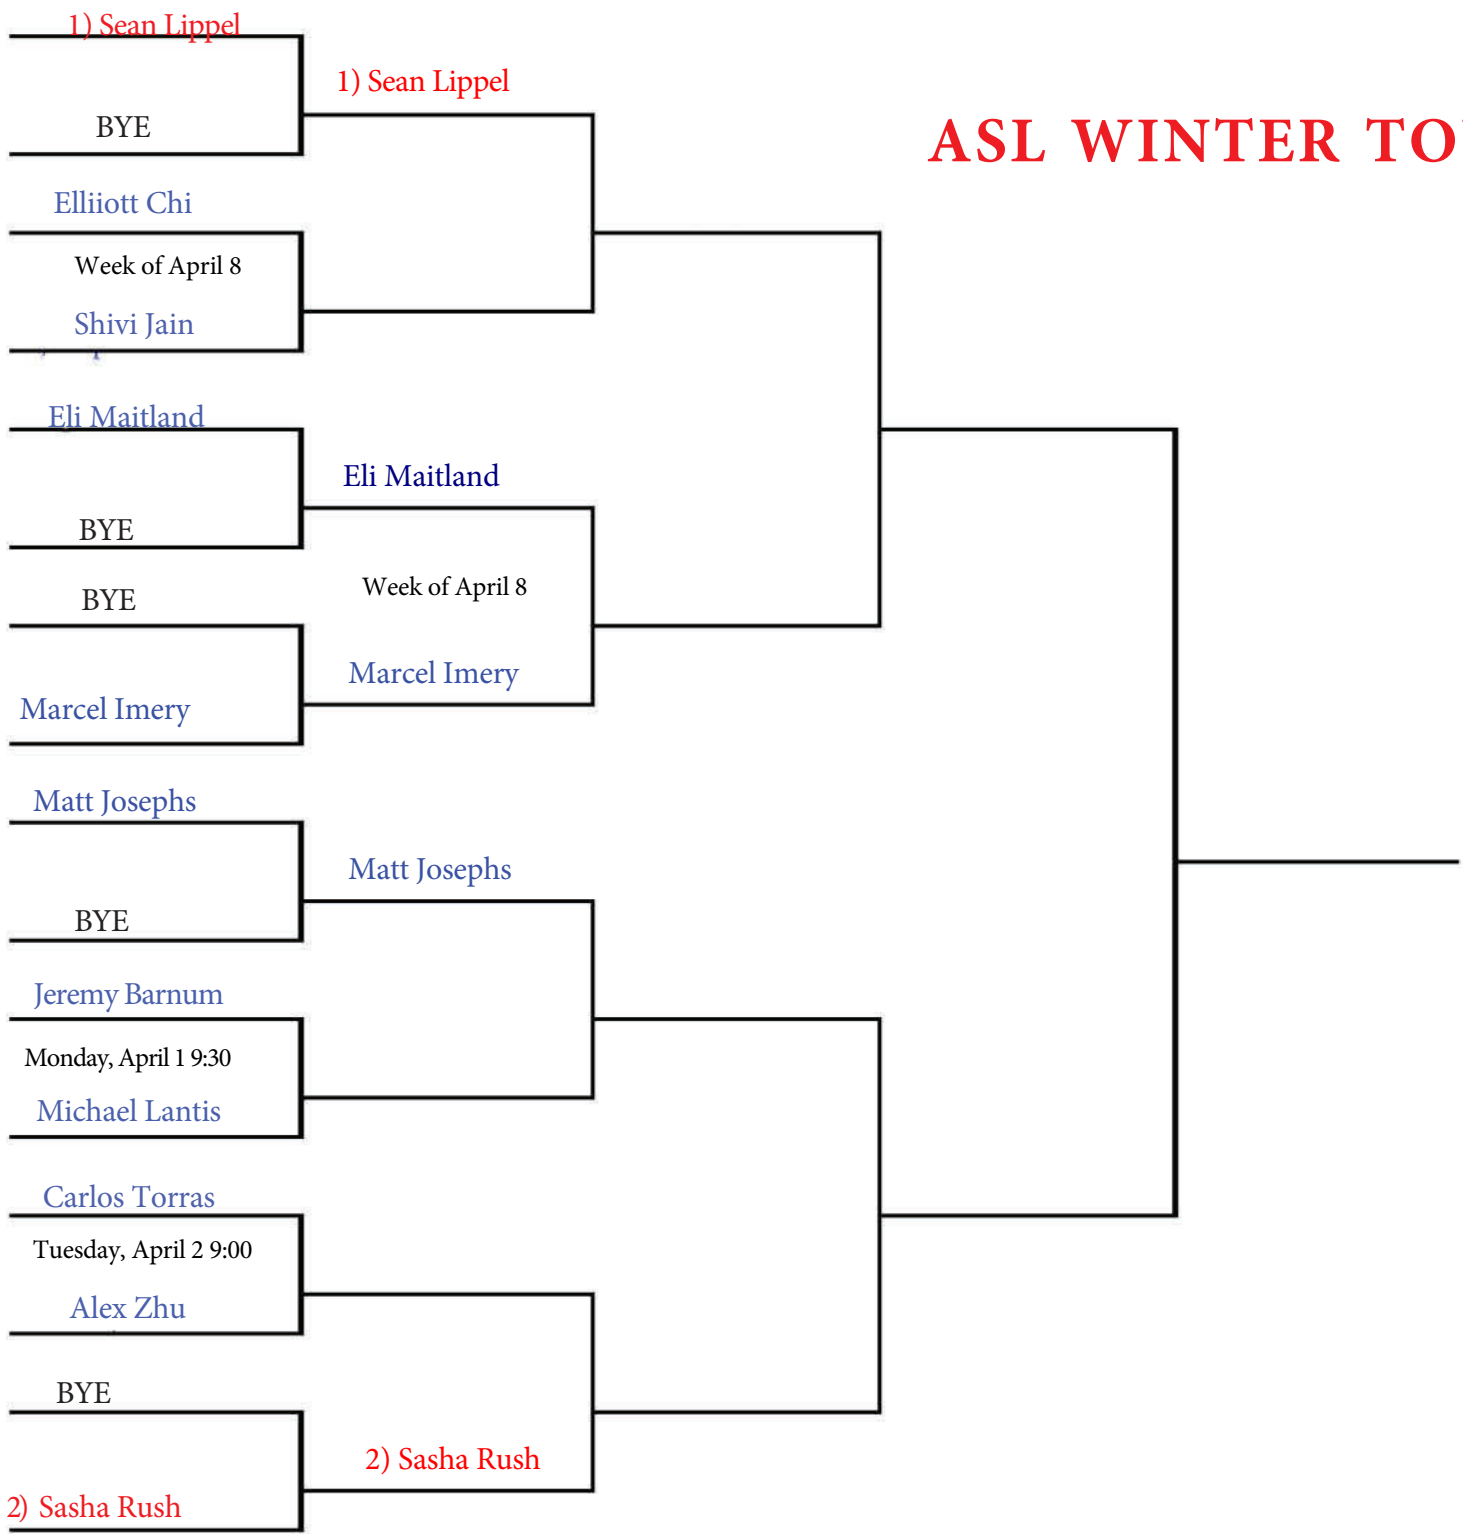 1) Sean Lippel
1) Sean Lippel
BYE
ASL WINTER TO
Elliiott Chi
Week of April 8
Shivi Jain
Eli Maitland
Eli Maitland
BYE
Week of April 8
BYE
Marcel Imery
Marcel Imery
Matt Josephs
Matt Josephs
BYE
Jeremy Barnum
Monday, April 1 9:30
Michael Lantis
Carlos Torras
Tuesday, April 2 9:00
Alex Zhu
BYE
2) Sasha Rush
2) Sasha Rush